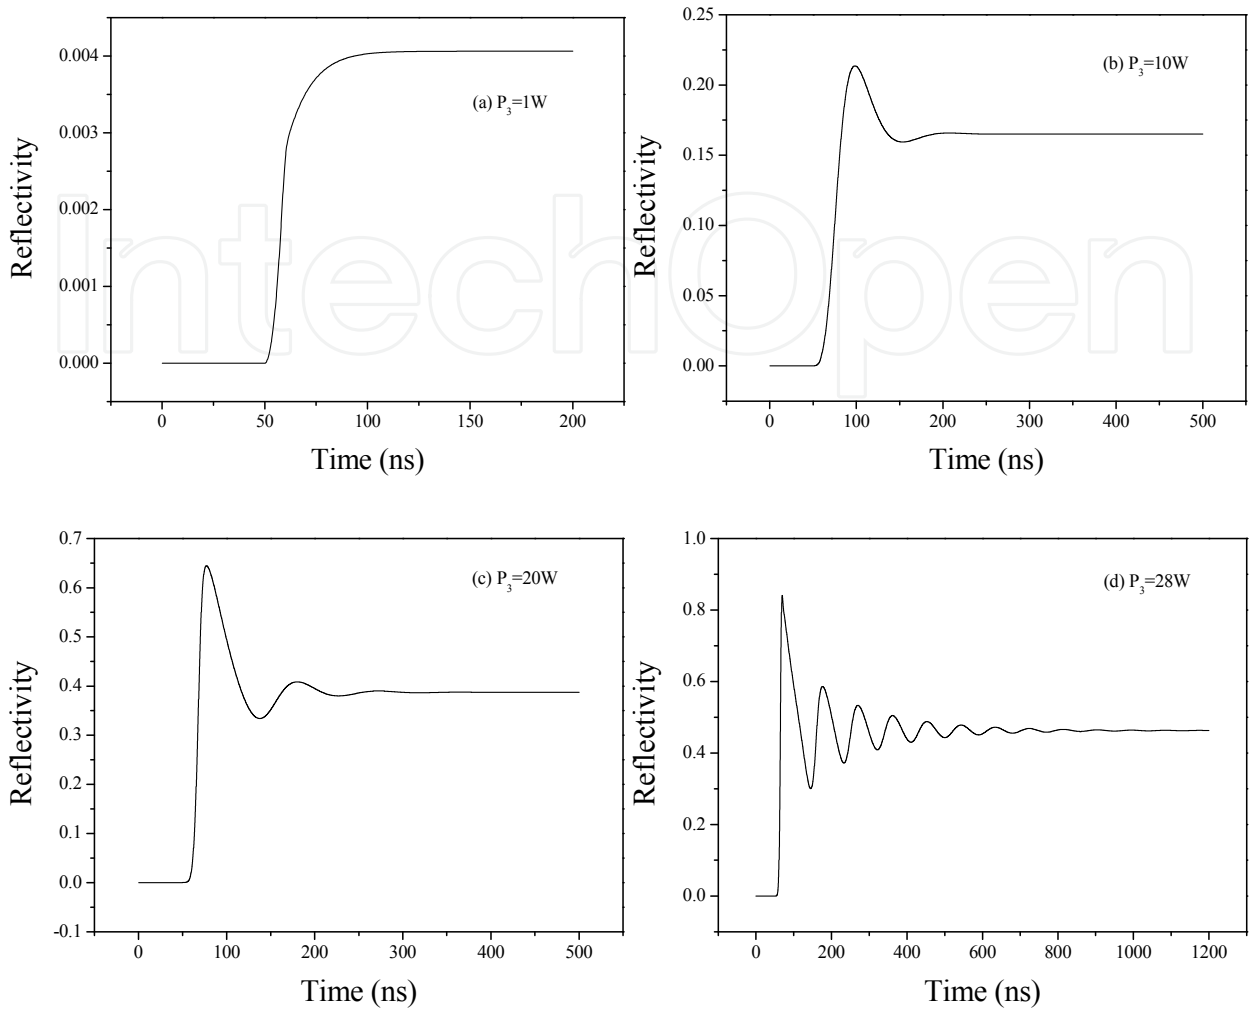 0.004
0.003
0.002
0.001
0.000
Reflectivity
(a) P₃=1W
0 50 100 150 200
Time (ns)
0.25
0.20
0.15
0.10
0.05
0.00
Reflectivity
(b) P₃=10W
0 100 200 300 400 500
Time (ns)
IntechOpen
0.7
0.6
0.5
0.4
0.3
0.2
0.1
0.0
-0.1
Reflectivity
(c) P₃=20W
0 100 200 300 400 500
Time (ns)
1.0
0.8
0.6
0.4
0.2
0.0
Reflectivity
(d) P₃=28W
0 200 400 600 800 1000 1200
Time (ns)